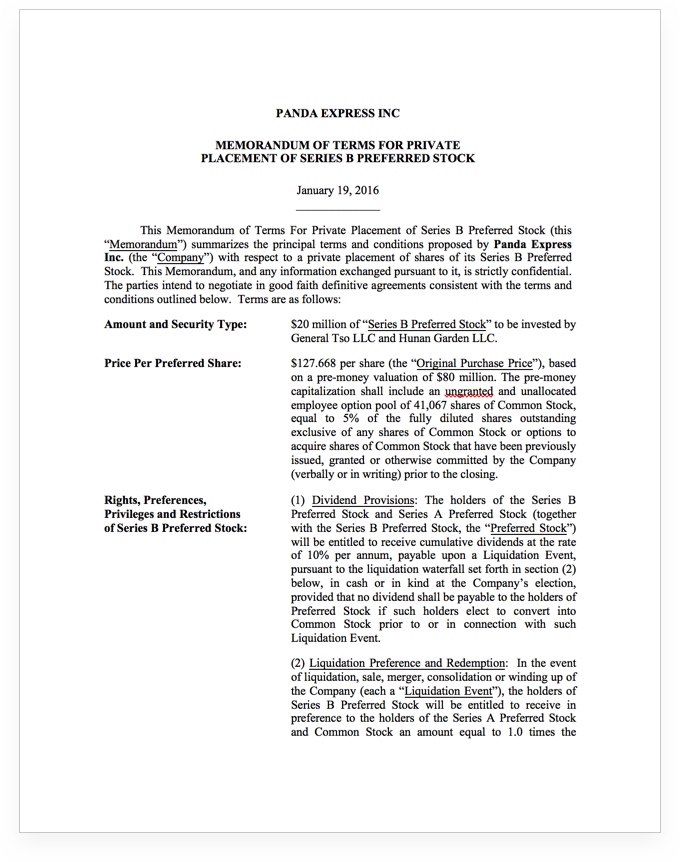 PANDA EXPRESS INC
MEMORANDUM OF TERMS FOR PRIVATE
PLACEMENT OF SERIES B PREFERRED STOCK
January 19, 2016
This Memorandum of Terms For Private Placement of Series B Preferred Stock (this
“Memorandum”) summarizes the principal terms and conditions proposed by Panda Express
Inc. (the “Company”) with respect to a private placement of shares of its Series B Preferred
Stock. This Memorandum, and any information exchanged pursuant to it, is strictly confidential.
The parties intend to negotiate in good faith definitive agreements consistent with the terms and
conditions outlined below. Terms are as follows:
Amount and Security Type:
$20 million of “Series B Preferred Stock” to be invested by
General Tso LLC and Hunan Garden LLC.
Price Per Preferred Share:
$127.668 per share (the “Original Purchase Price”), based
on a pre-money valuation of $80 million. The pre-money
capitalization shall include an ungranted and unallocated
employee option pool of 41,067 shares of Common Stock,
equal to 5% of the fully diluted shares outstanding
exclusive of any shares of Common Stock or options to
acquire shares of Common Stock that have been previously
issued, granted or otherwise committed by the Company
(verbally or in writing) prior to the closing.
Rights, Preferences,
Privileges and Restrictions
of Series B Preferred Stock:
(1) Dividend Provisions: The holders of the Series B
Preferred Stock and Series A Preferred Stock (together
with the Series B Preferred Stock, the “Preferred Stock”)
will be entitled to receive cumulative dividends at the rate
of 10% per annum, payable upon a Liquidation Event,
pursuant to the liquidation waterfall set forth in section (2)
below, in cash or in kind at the Company’s election,
provided that no dividend shall be payable to the holders of
Preferred Stock if such holders elect to convert into
Common Stock prior to or in connection with such
Liquidation Event.
(2) Liquidation Preference and Redemption: In the event
of liquidation, sale, merger, consolidation or winding up of
the Company (each a “Liquidation Event”), the holders of
Series B Preferred Stock will be entitled to receive in
preference to the holders of the Series A Preferred Stock
and Common Stock an amount equal to 1.0 times the